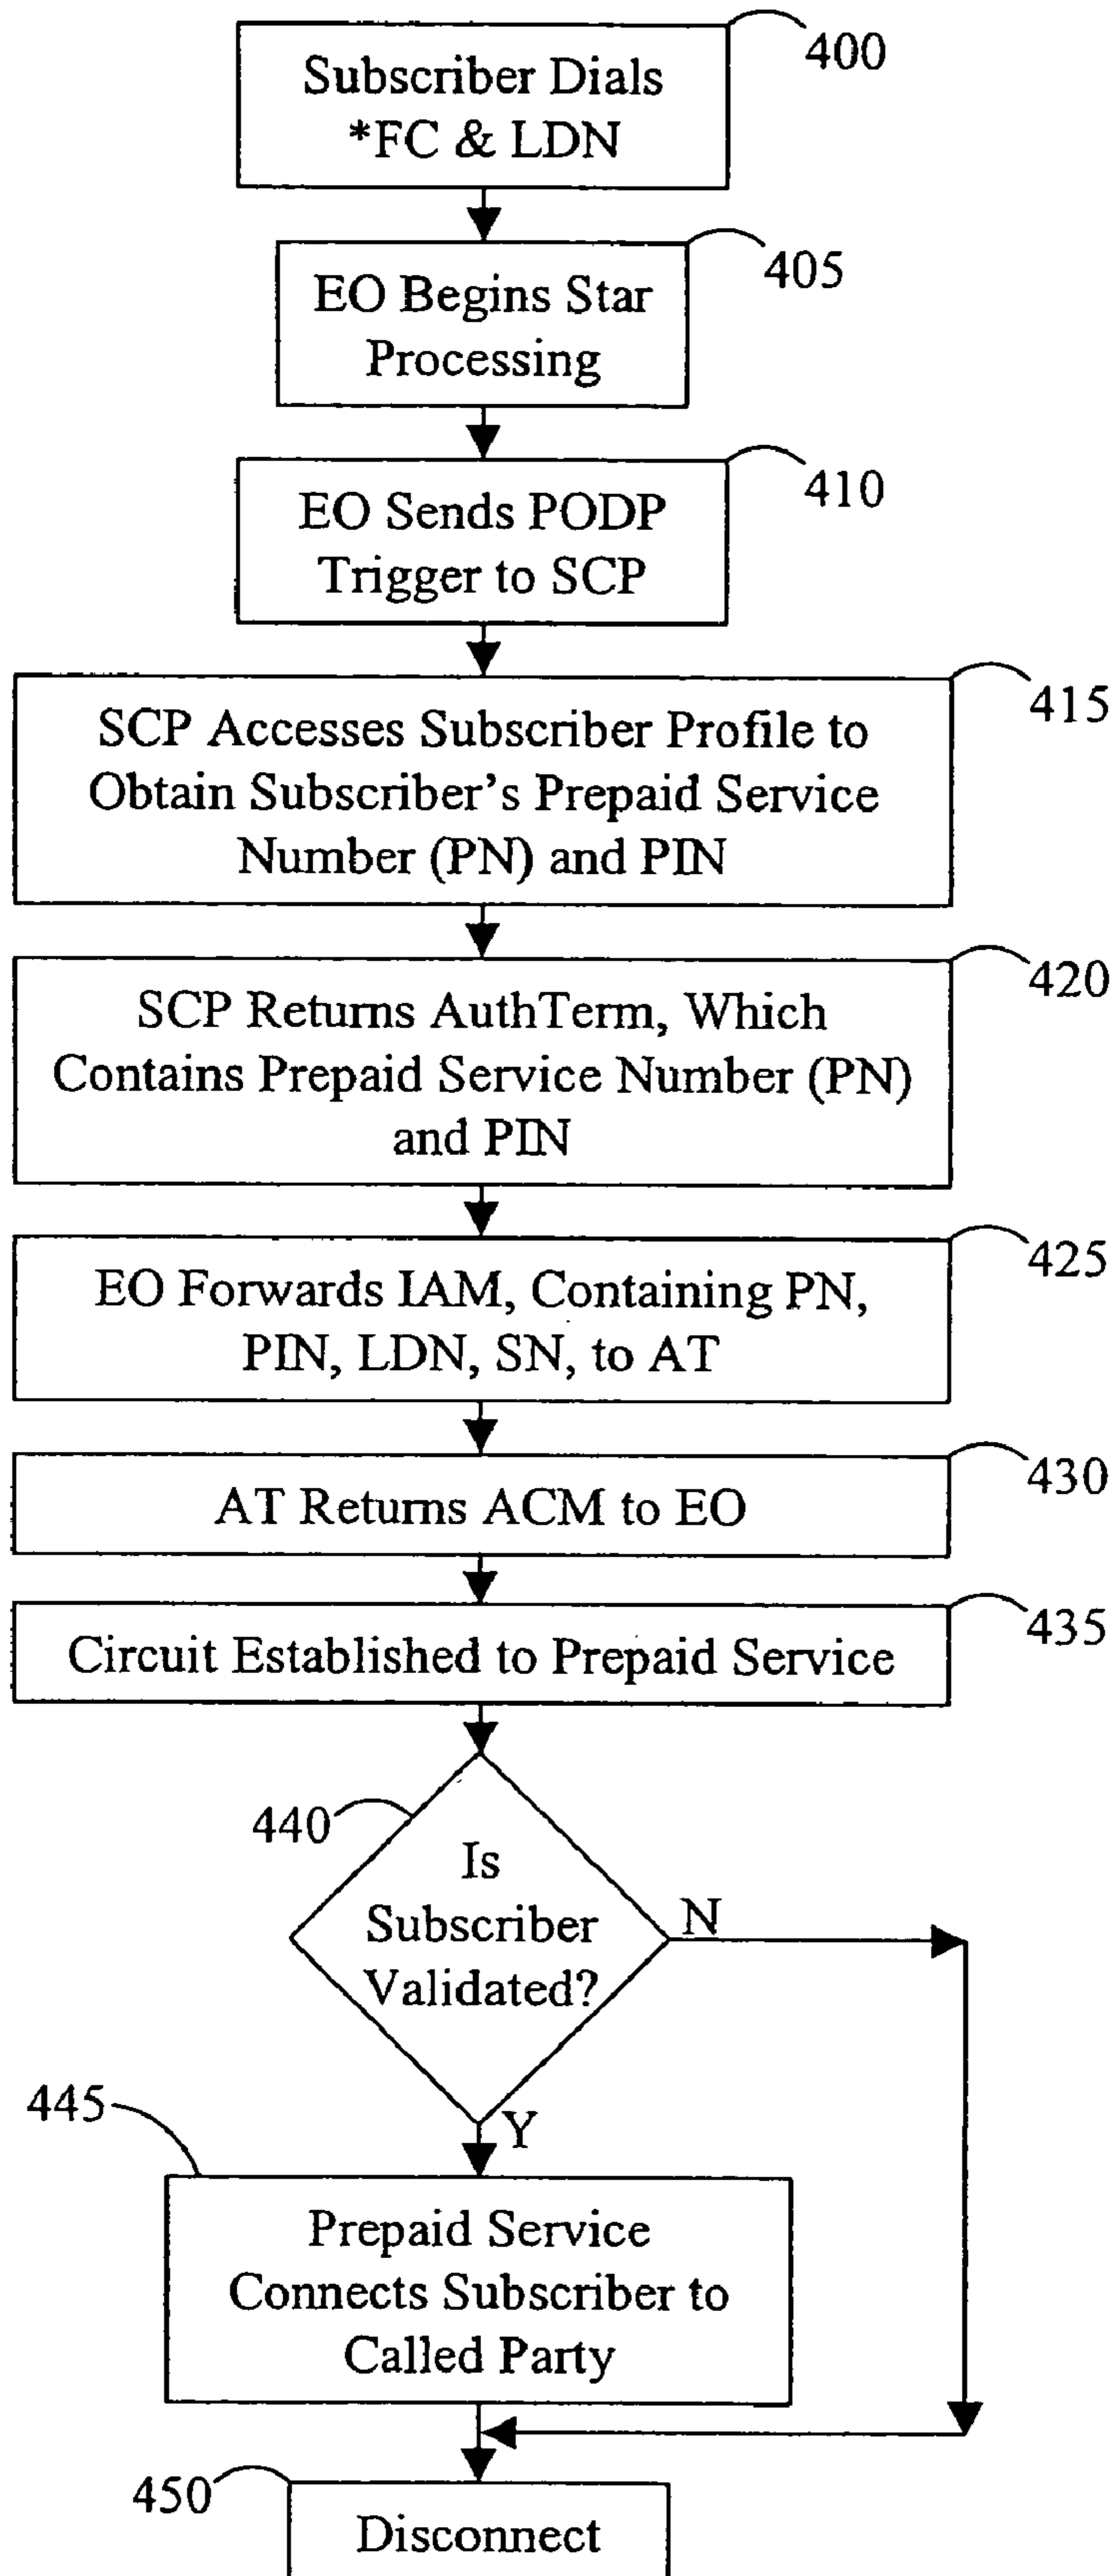 400
Subscriber Dials
*FC & LDN
405
EO Begins Star
Processing
410
EO Sends PODP
Trigger to SCP
415
SCP Accesses Subscriber Profile to
Obtain Subscriber's Prepaid Service
Number (PN) and PIN
420
SCP Returns AuthTerm, Which
Contains Prepaid Service Number (PN)
and PIN
425
EO Forwards IAM, Containing PN,
PIN, LDN, SN, to AT
430
AT Returns ACM to EO
435
Circuit Established to Prepaid Service
440
Is
Subscriber
Validated?
N
Y
445
Prepaid Service
Connects Subscriber to
Called Party
450
Disconnect